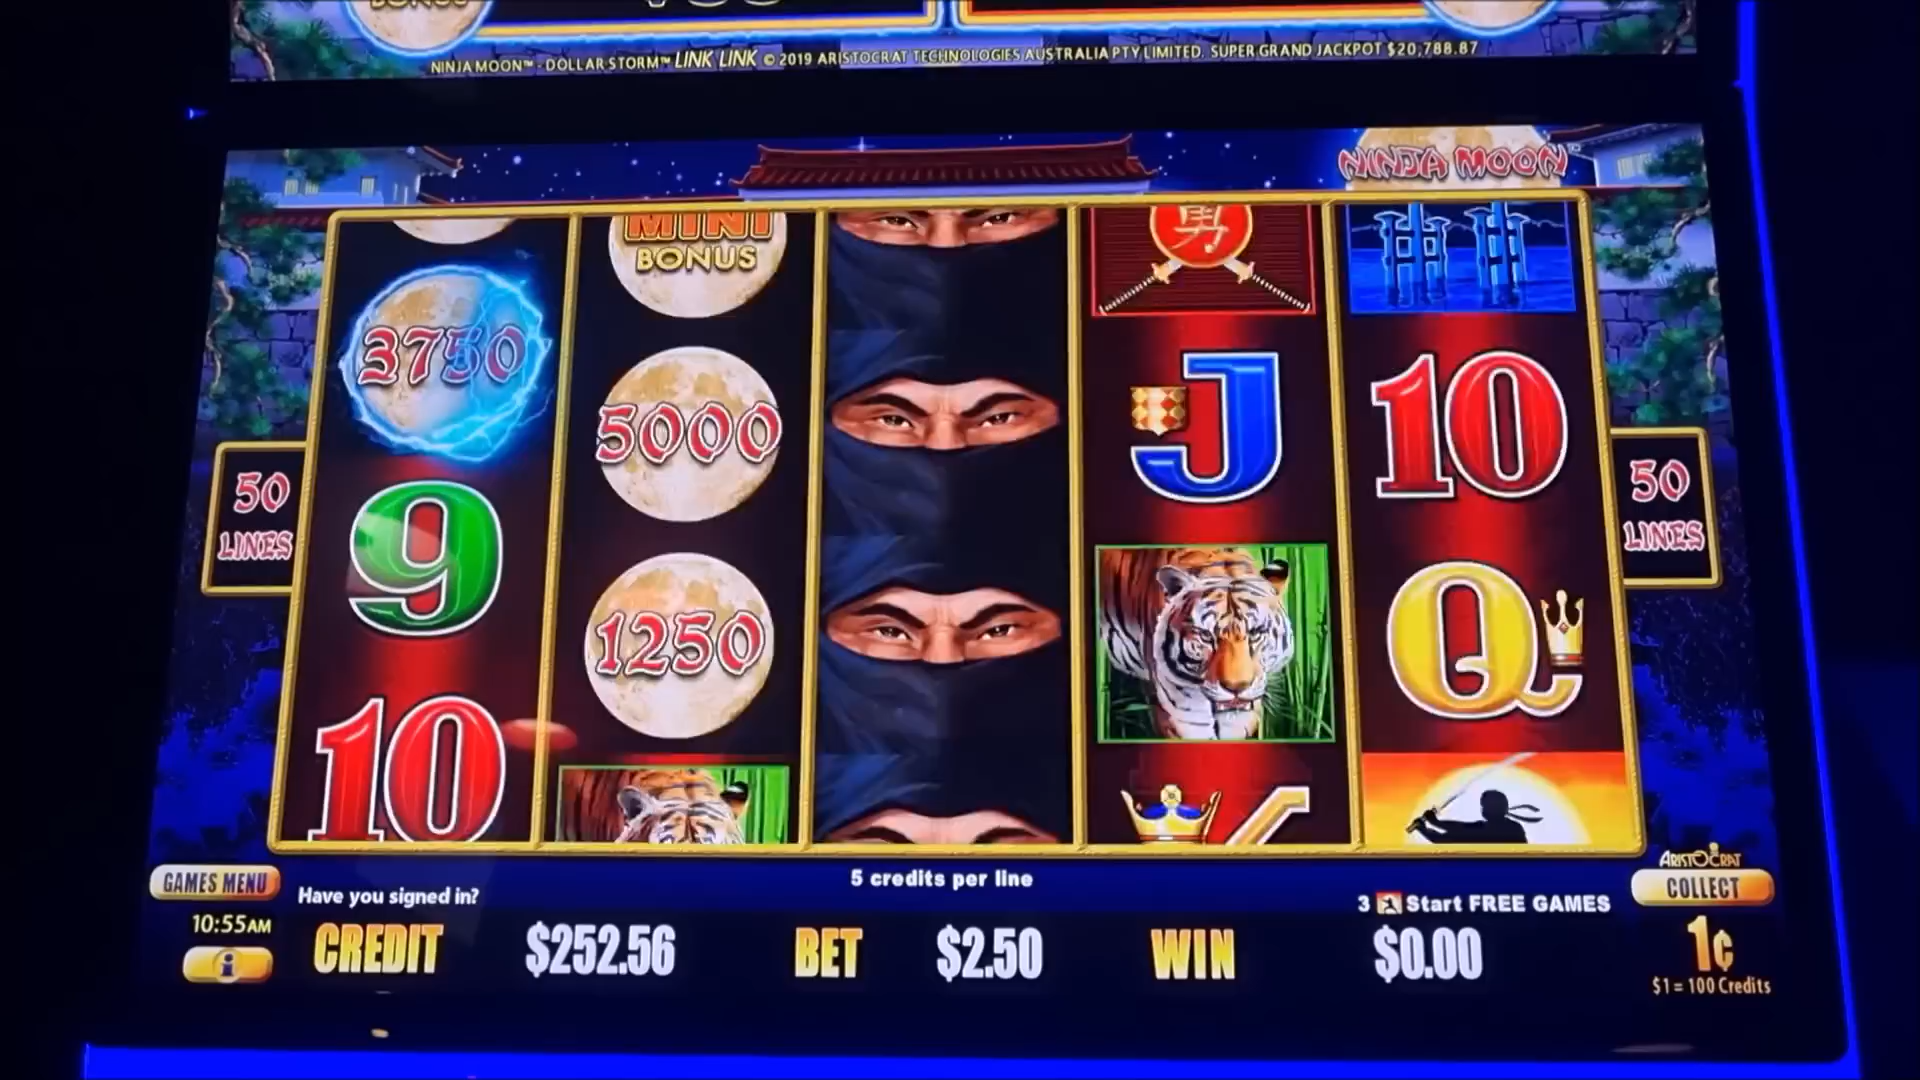 BONUS
NINJA MOON™ - DOLLAR STORM™ LINK LINK © 2019 ARISTOCRAT TECHNOLOGIES AUSTRALIA PTY LIMITED. SUPER GRAND JACKPOT $20,788.87
NINJA MOON™
MINI
BONUS
勇
3750
5000
J
10
50
LINES
50
LINES
9
1250
Q
10
GAMES MENU
Have you signed in?
5 credits per line
3 Start FREE GAMES
ARISTOCRAT
COLLECT
10:55AM
i
CREDIT $252.56 BET $2.50 WIN $0.00
1¢
$1 = 100 Credits